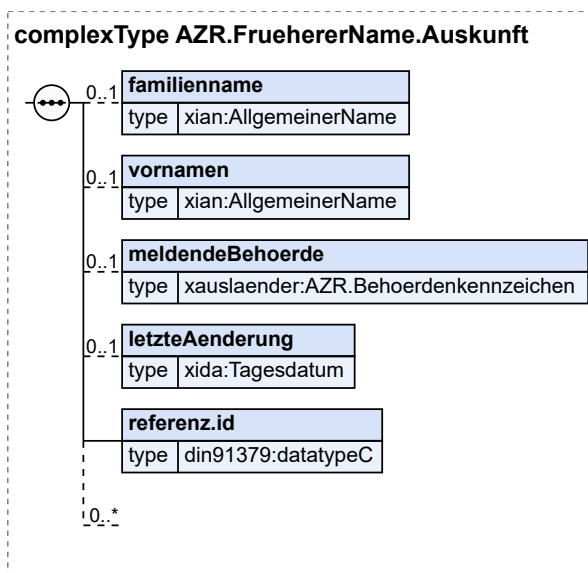 complexType AZR.FruehererName.Auskunft
0..1 familienname
type xian:AllgemeinerName
0..1 vornamen
type xian:AllgemeinerName
0..1 meldendeBehoerde
type xauslaender:AZR.Behoerdenkennzeichen
0..1 letzteAenderung
type xida:Tagesdatum
referenz.id
type din91379:datatypeC
0..*